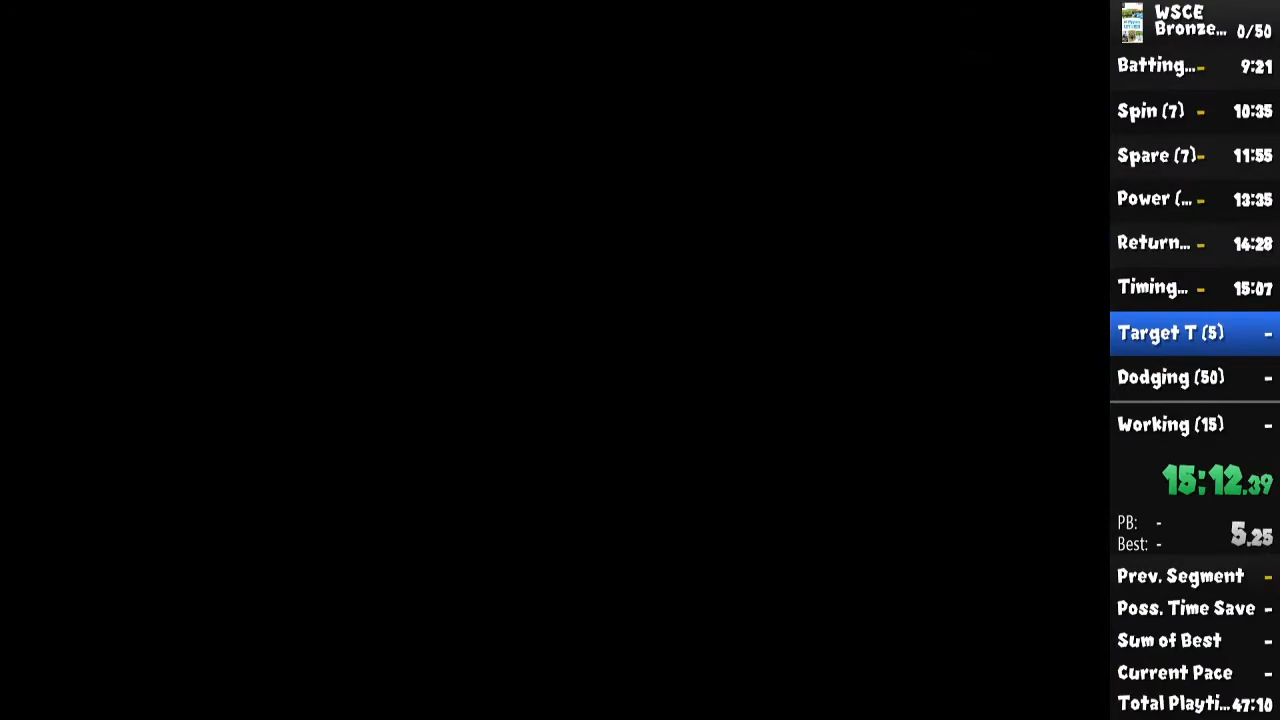 WSCE
Bronze... 0/50
Batting... - 9:21
Spin (7) - 10:35
Spare (7) - 11:55
Power (... - 13:35
Return... - 14:28
Timing... - 15:07
Target T (5) -
Dodging (50) -
Working (15) -
15:12.39
PB: -
Best: - 5.25
Prev. Segment -
Poss. Time Save -
Sum of Best -
Current Pace -
Total Playti... 47:10